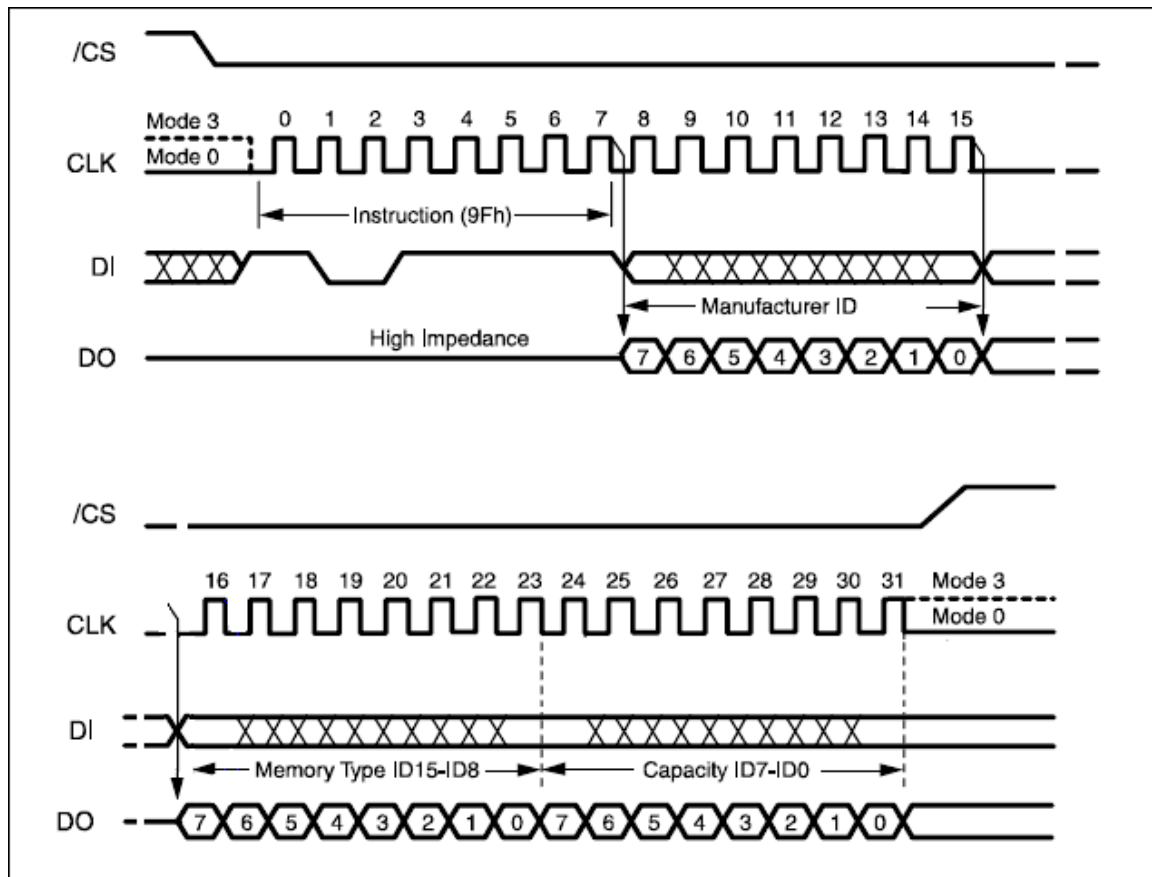 /CS
Mode 3 0 1 2 3 4 5 6 7 8 9 10 11 12 13 14 15
Mode 0
CLK
Instruction (9Fh)
DI
Manufacturer ID
High Impedance
DO 7 6 5 4 3 2 1 0
/CS
16 17 18 19 20 21 22 23 24 25 26 27 28 29 30 31 Mode 3
CLK Mode 0
DI
Memory Type ID15-ID8 Capacity ID7-ID0
DO 7 6 5 4 3 2 1 0 7 6 5 4 3 2 1 0